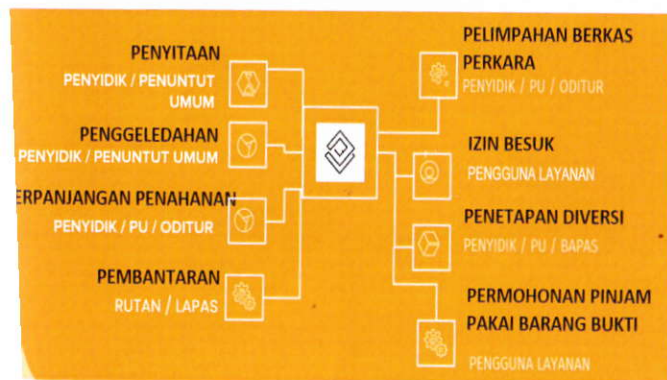 PENYITAAN
PENYIDIK / PENUNTUT
UMUM
PENGGELEDAHAN
PENYIDIK / PENUNTUT UMUM
ERPANJANGAN PENAHANAN
PENYIDIK / PU / ODITUR
PEMBANTARAN
RUTAN / LAPAS
PELIMPAHAN BERKAS
PERKARA
PENYIDIK / PU / ODITUR
IZIN BESUK
PENGGUNA LAYANAN
PENETAPAN DIVERSI
PENYIDIK / PU / BAPAS
PERMOHONAN PINJAM
PAKAI BARANG BUKTI
PENGGUNA LAYANAN